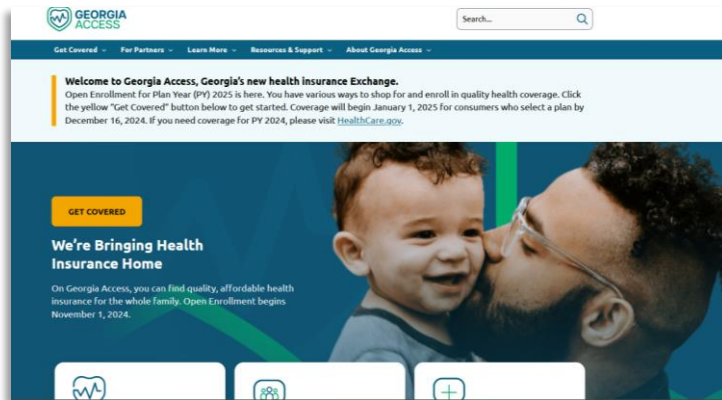 GEORGIA
ACCESS
Search...
Get Covered For Partners Learn More Resources & Support About Georgia Access
Welcome to Georgia Access, Georgia's new health insurance Exchange.
Open Enrollment for Plan Year (PY) 2025 is here. You have various ways to shop for and enroll in quality health coverage. Click
the yellow "Get Covered" button below to get started. Coverage will begin January 1, 2025 for consumers who select a plan by
December 16, 2024. If you need coverage for PY 2024, please visit HealthCare.gov.
GET COVERED
We're Bringing Health
Insurance Home
On Georgia Access, you can find quality, affordable health
insurance for the whole family. Open Enrollment begins
November 1, 2024.